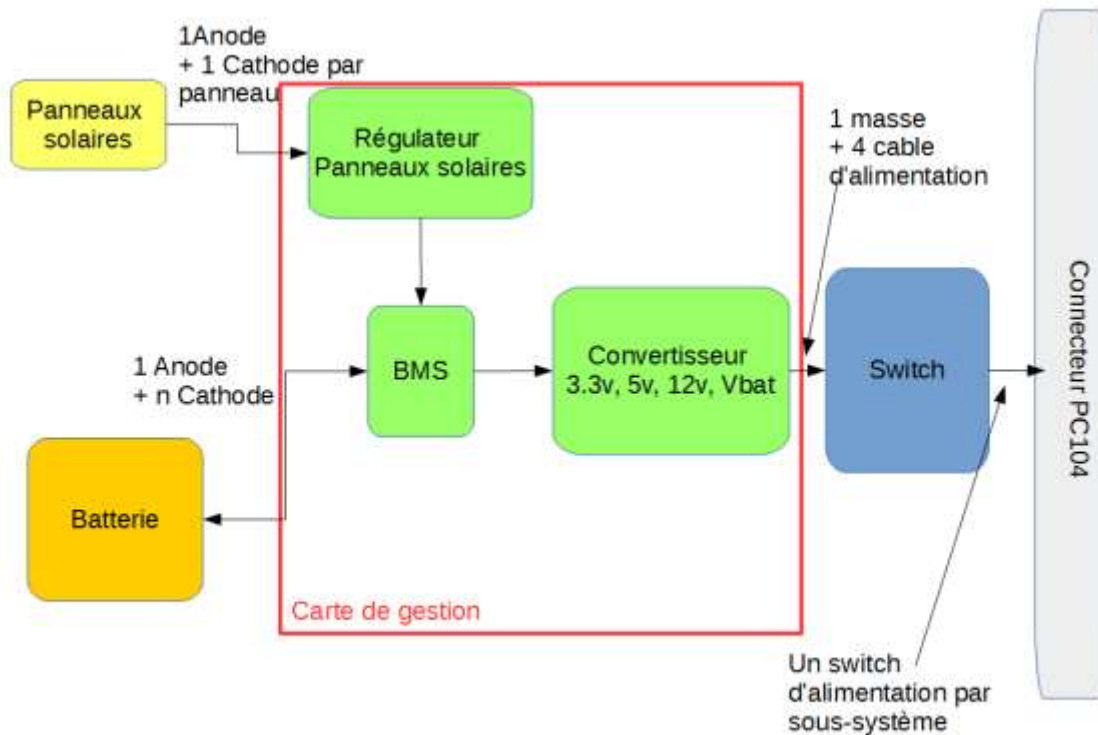 1Anode
+ 1 Cathode par
panneau
Panneaux
solaires
Régulateur
Panneaux solaires
1 masse
+ 4 cable
d'alimentation
1 Anode
+ n Cathode
BMS
Convertisseur
3.3v, 5v, 12v, Vbat
Switch
Connecteur PC104
Batterie
Carte de gestion
Un switch
d'alimentation par
sous-système